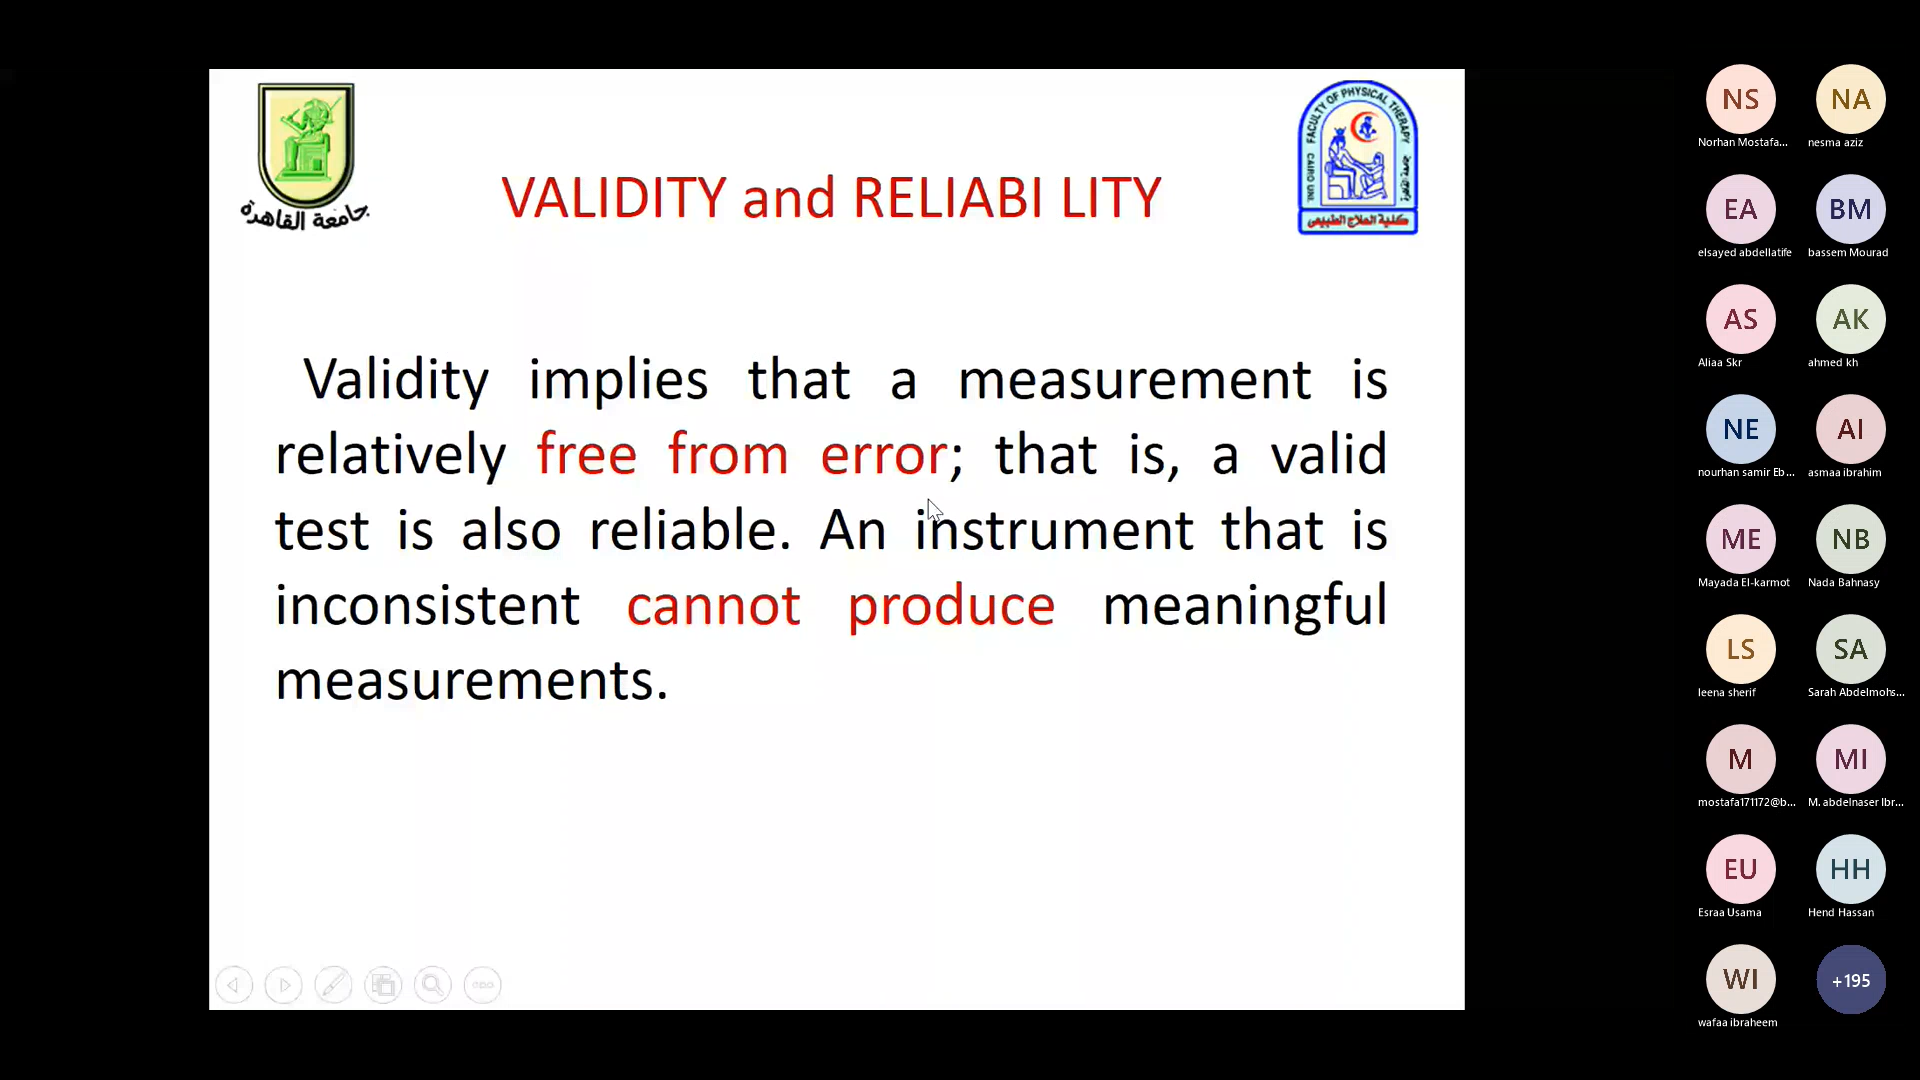 جامعة القاهرة
FACULTY OF PHYSICAL THERAPY
CAIRO UNI.
كلية العلاج الطبيعى
VALIDITY and RELIABI LITY
Validity implies that a measurement is
relatively free from error; that is, a valid
test is also reliable. An instrument that is
inconsistent cannot produce meaningful
measurements.
NS
NA
Norhan Mostafa...
nesma aziz
EA
BM
elsayed abdellatife
bassem Mourad
AS
AK
Aliaa Skr
ahmed kh
NE
AI
nourhan samir Eb...
asmaa ibrahim
ME
NB
Mayada El-karmot
Nada Bahnasy
LS
SA
leena sherif
Sarah Abdelmohs...
M
MI
mostafa171172@b...
M. abdelnaser Ibr...
EU
HH
Esraa Usama
Hend Hassan
WI
+195
wafaa ibraheem